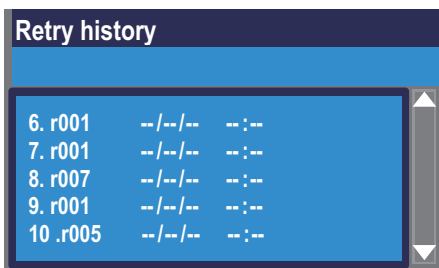 Retry history
6. r001 --/--/-- --:--
7. r001 --/--/-- --:--
8. r007 --/--/-- --:--
9. r001 --/--/-- --:--
10 .r005 --/--/-- --:--